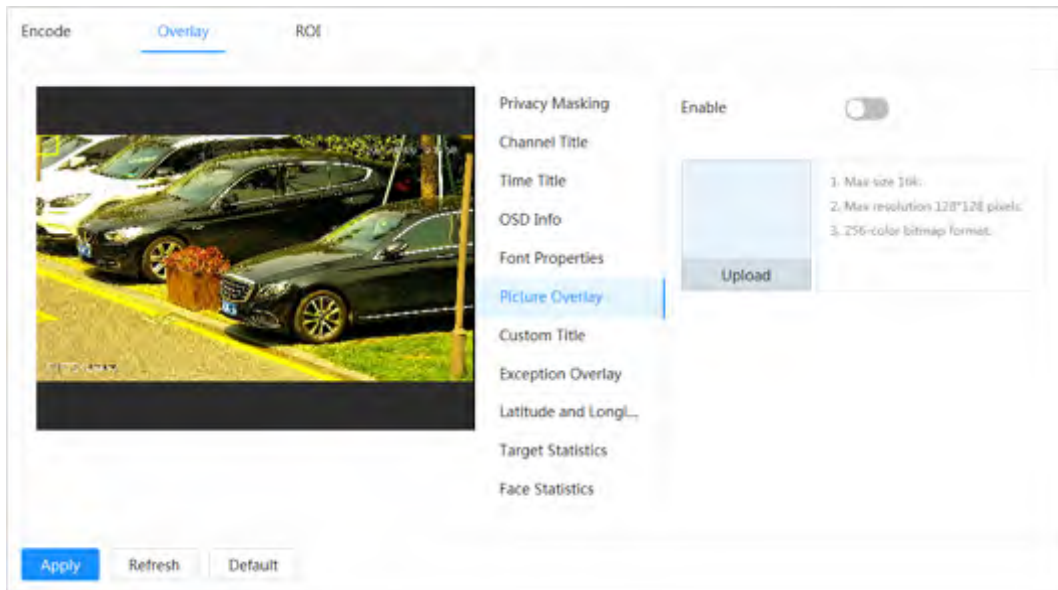 Encode Overlay ROI
Privacy Masking
Channel Title
Time Title
OSD Info
Font Properties
Picture Overlay
Custom Title
Exception Overlay
Latitude and Longi...
Target Statistics
Face Statistics
Enable
Upload
1. Max size 16k.
2. Max resolution 128*128 pixels.
3. 256-color bitmap format.
Apply Refresh Default